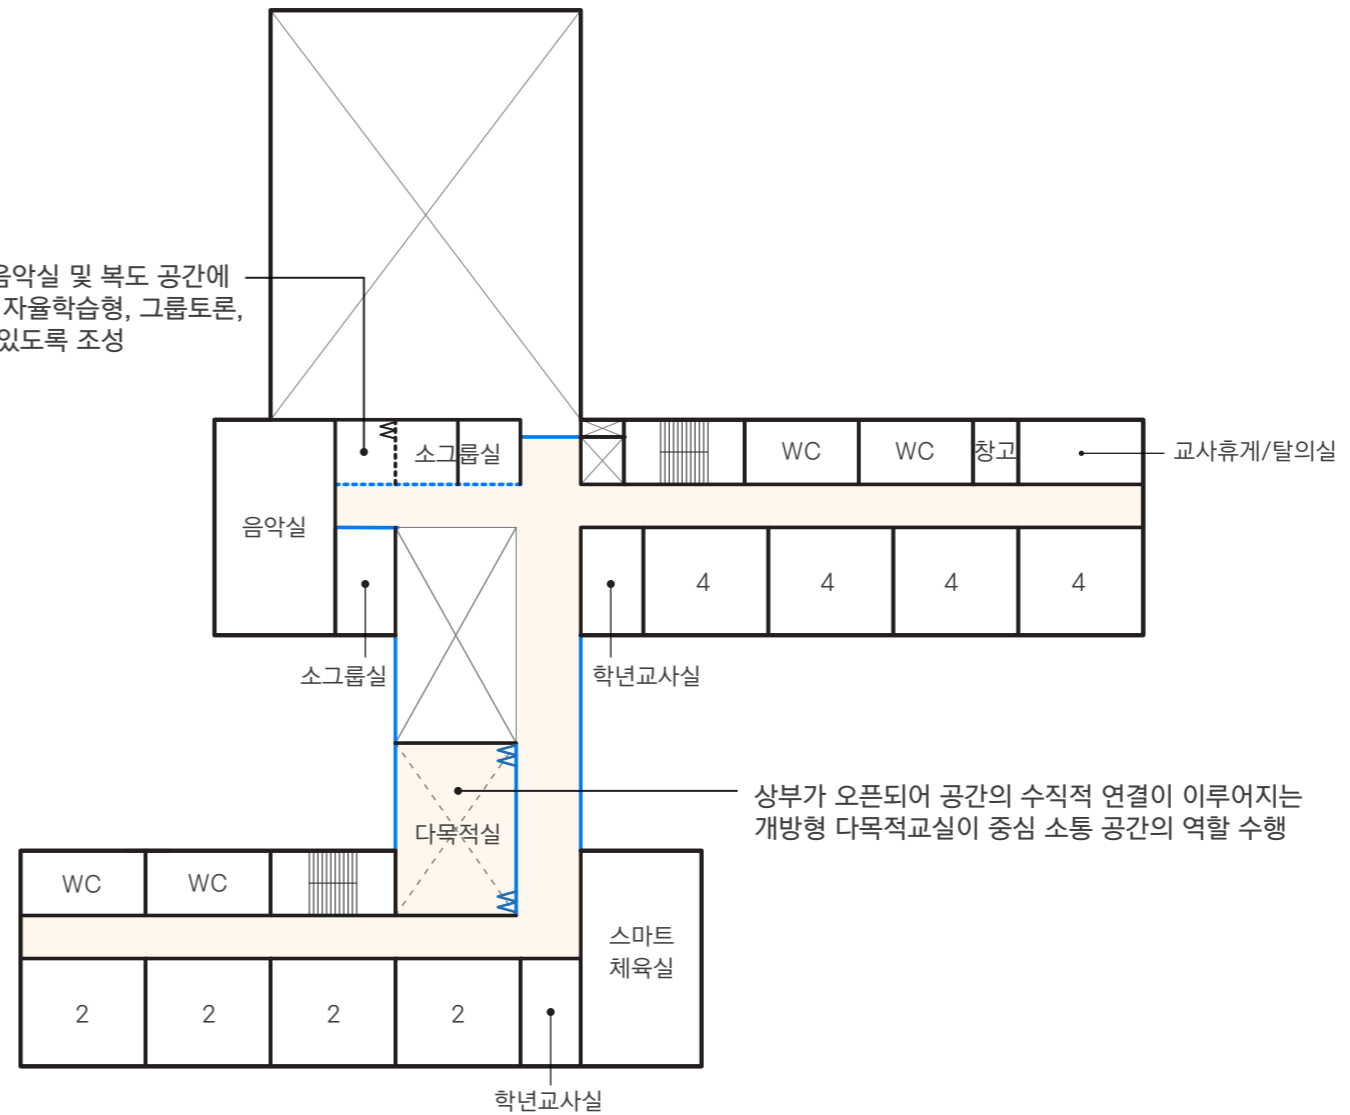 음악실 및 복도 공간에
자율학습형, 그룹토론,
있도록 조성
소그룹실
WC
WC
창고
교사휴게/탈의실
음악실
4
4
4
4
소그룹실
학년교사실
상부가 오픈되어 공간의 수직적 연결이 이루어지는
개방형 다목적교실이 중심 소통 공간의 역할 수행
다목적실
WC
WC
스마트
체육실
2
2
2
2
학년교사실